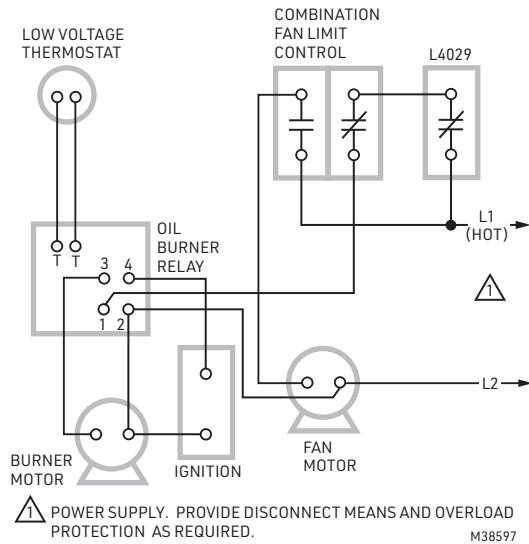 COMBINATION
FAN LIMIT
CONTROL
LOW VOLTAGE
THERMOSTAT
L4029
L1
(HOT)
1
OIL
BURNER
RELAY
T T
3 4
1 2
L2
BURNER
MOTOR
IGNITION
FAN
MOTOR
1 POWER SUPPLY. PROVIDE DISCONNECT MEANS AND OVERLOAD
PROTECTION AS REQUIRED.
M38597